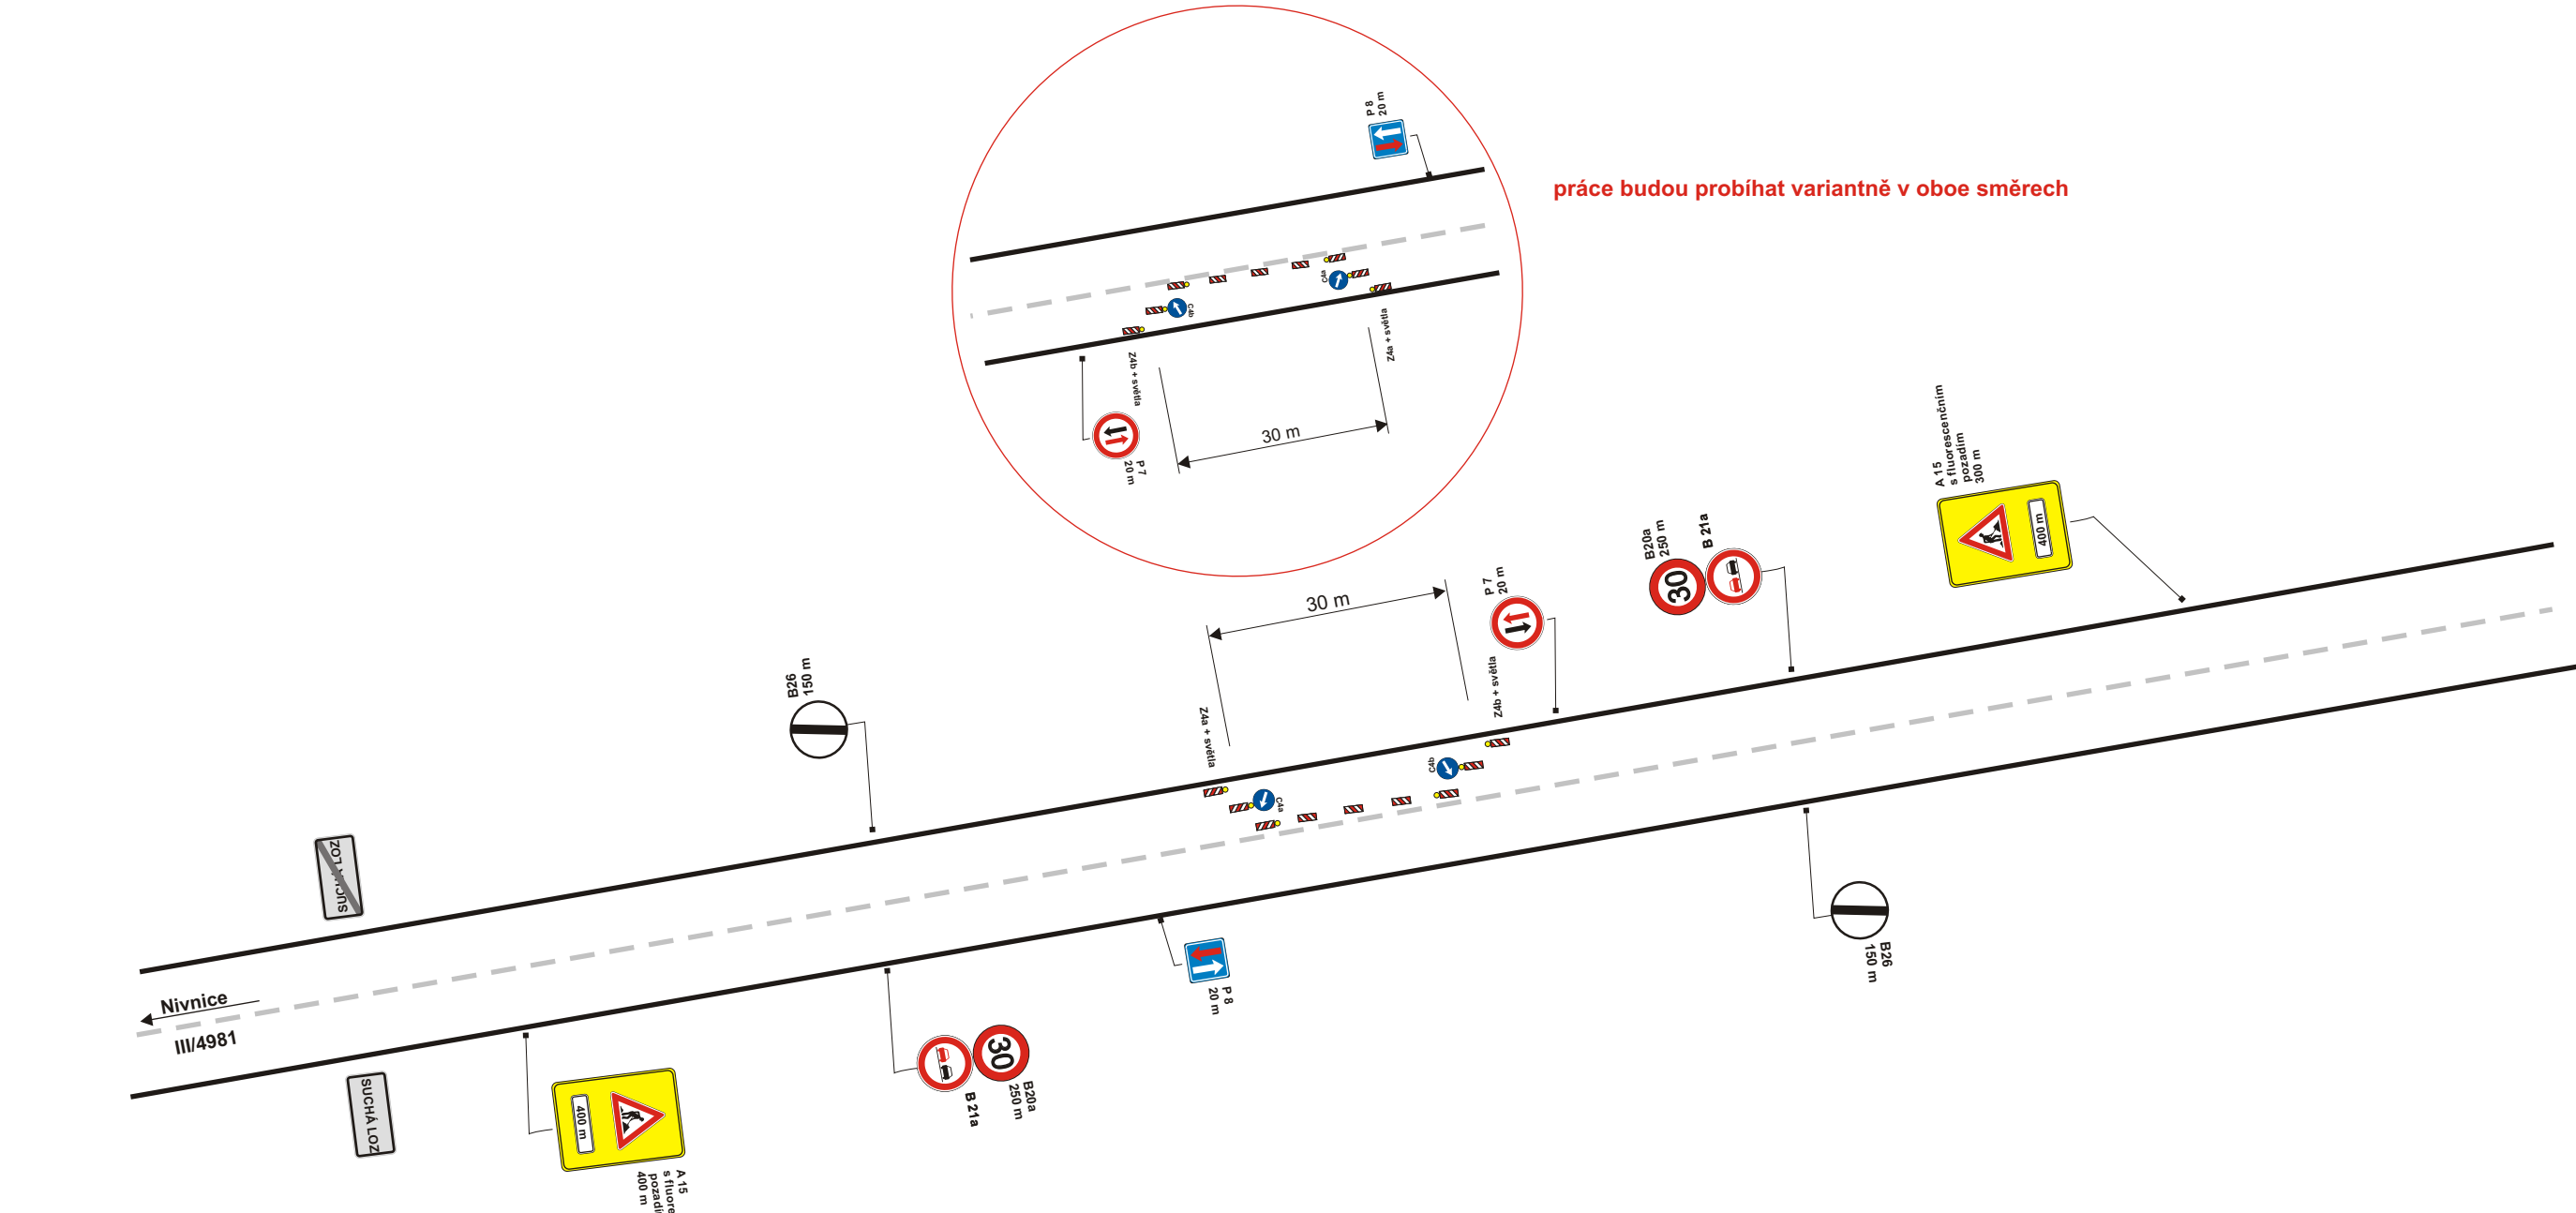 P 8
20 m
práce budou probíhat variantně v oboe směrech
C4a
C4b
Z4b + světla
Z4a + světla
30 m
P 7
20 m
A 15
s fluorescenčním
pozadím
300 m
400 m
B20a
250 m
B 21a
30
P 7
20 m
30 m
Z4b + světla
Z4a + světla
B26
150 m
C4b
C4a
SUCHÁ LOZ
Nivnice
III/4981
SUCHÁ LOZ
P 8
20 m
B26
150 m
30
B20a
250 m
B 21a
400 m
A 15
s fluore
pozadí
400 m